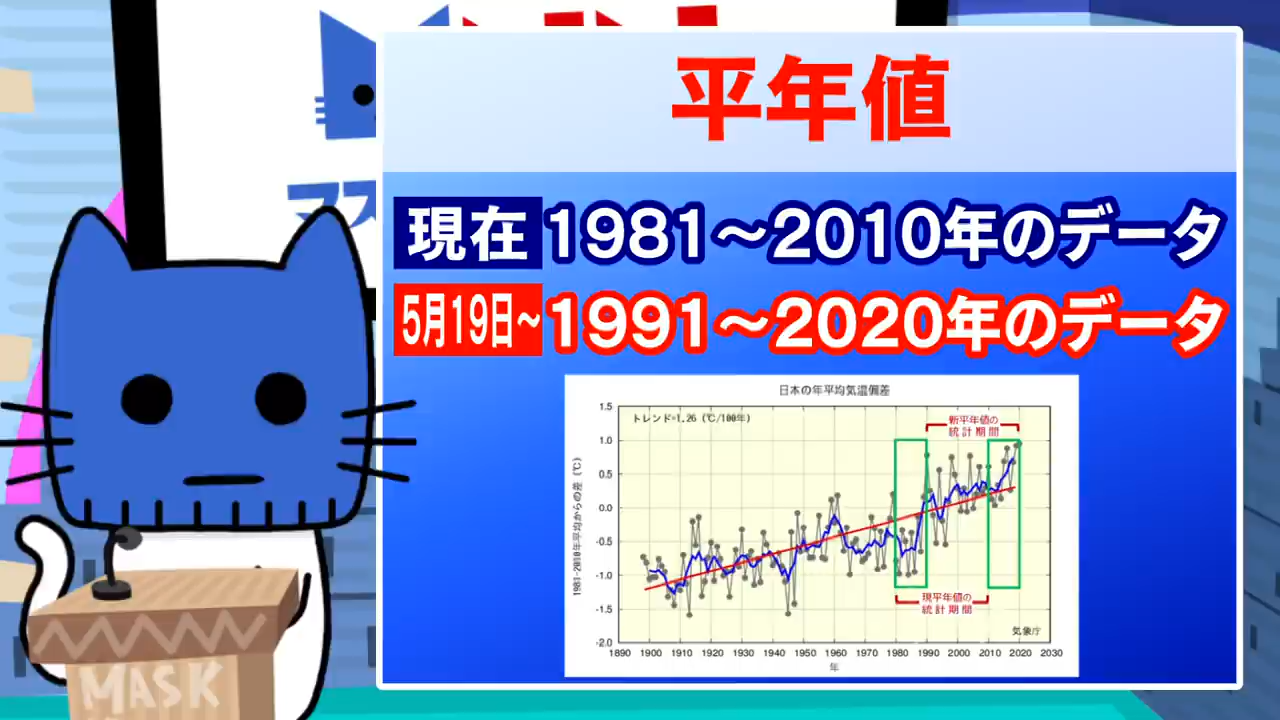 平年値
現在 1981～2010年のデータ
5月19日~ 1991～2020年のデータ
日本の年平均気温偏差
トレンド=1.26 (℃/100年)
新平年値の
統計期間
1981-2010年平均からの差 (℃)
1.5
1.0
0.5
0.0
-0.5
-1.0
-1.5
-2.0
現平年値の
統計期間
気象庁
1890 1900 1910 1920 1930 1940 1950 1960 1970 1980 1990 2000 2010 2020 2030
年
マス
MASK